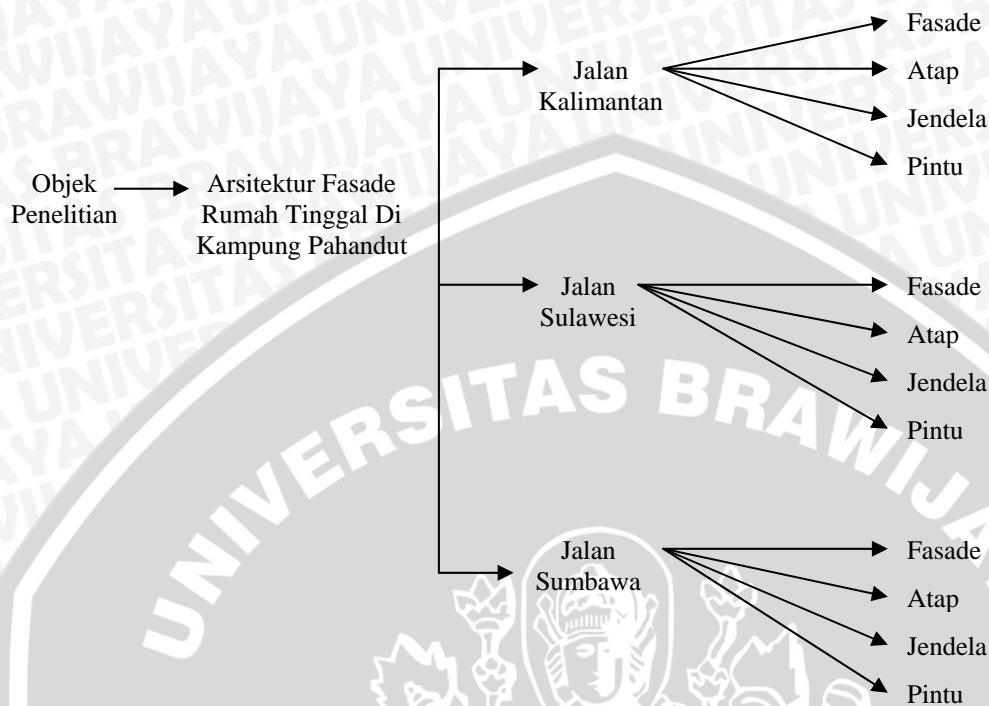 Objek
Penelitian
Arsitektur Fasade
Rumah Tinggal Di
Kampung Pahandut
Jalan
Kalimantan
Fasade
Atap
Jendela
Pintu
Jalan
Sulawesi
Fasade
Atap
Jendela
Pintu
Jalan
Sumbawa
Fasade
Atap
Jendela
Pintu
UNIVERSITAS BRAWIJAYA